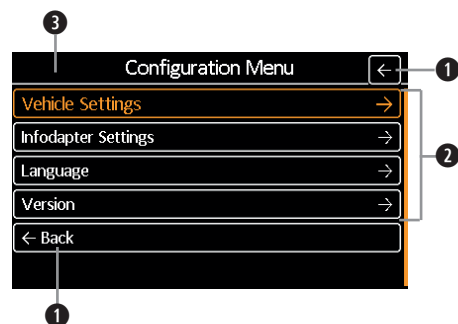 3
Configuration Menu
← 1
Vehicle Settings →
2
Infodapter Settings →
Language →
Version →
← Back
1